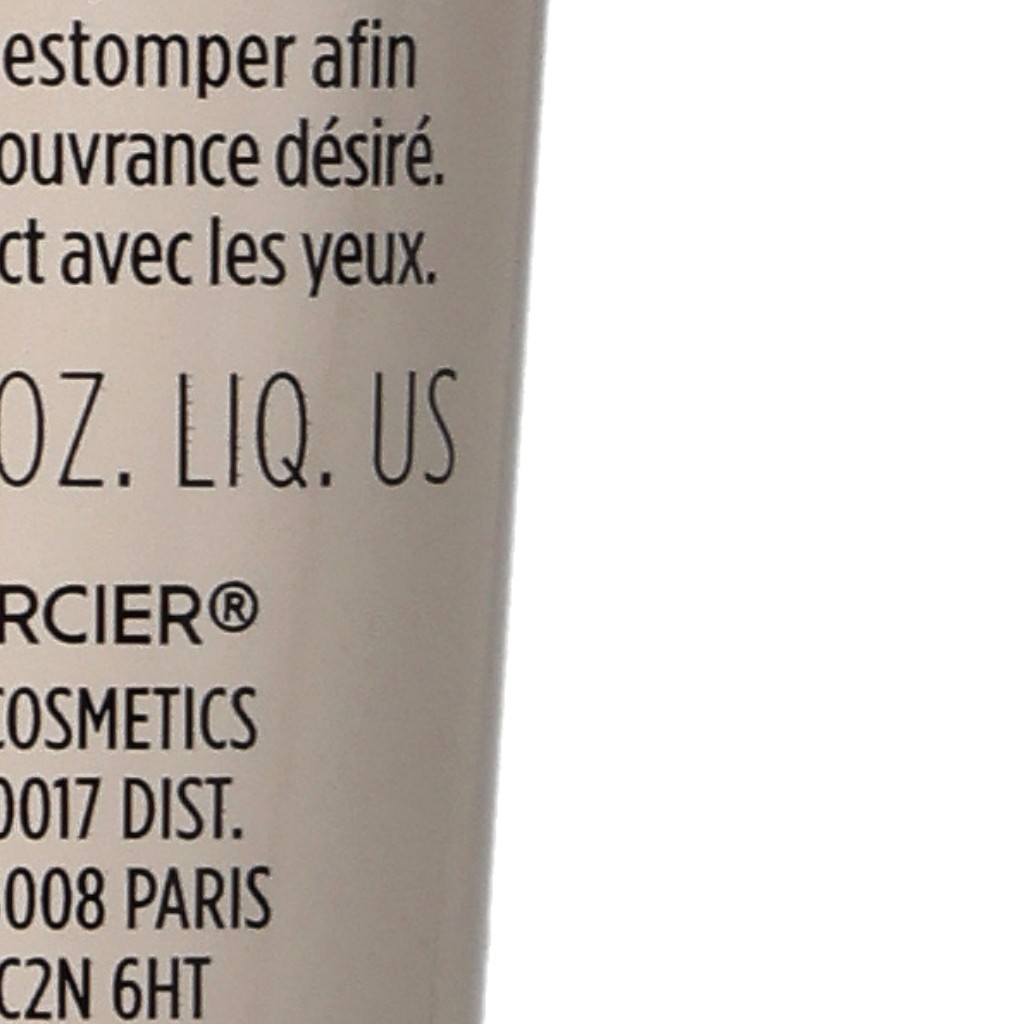 estomper afin
ouvrance désiré.
ct avec les yeux.
OZ. LIQ. US
RCIER®
COSMETICS
0017 DIST.
008 PARIS
C2N 6HT